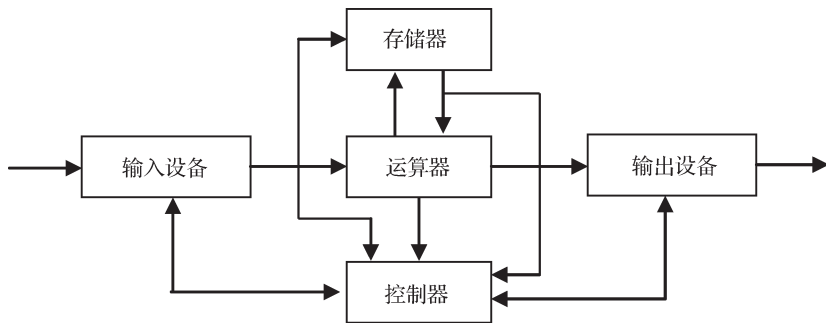 存储器
输入设备
运算器
输出设备
控制器